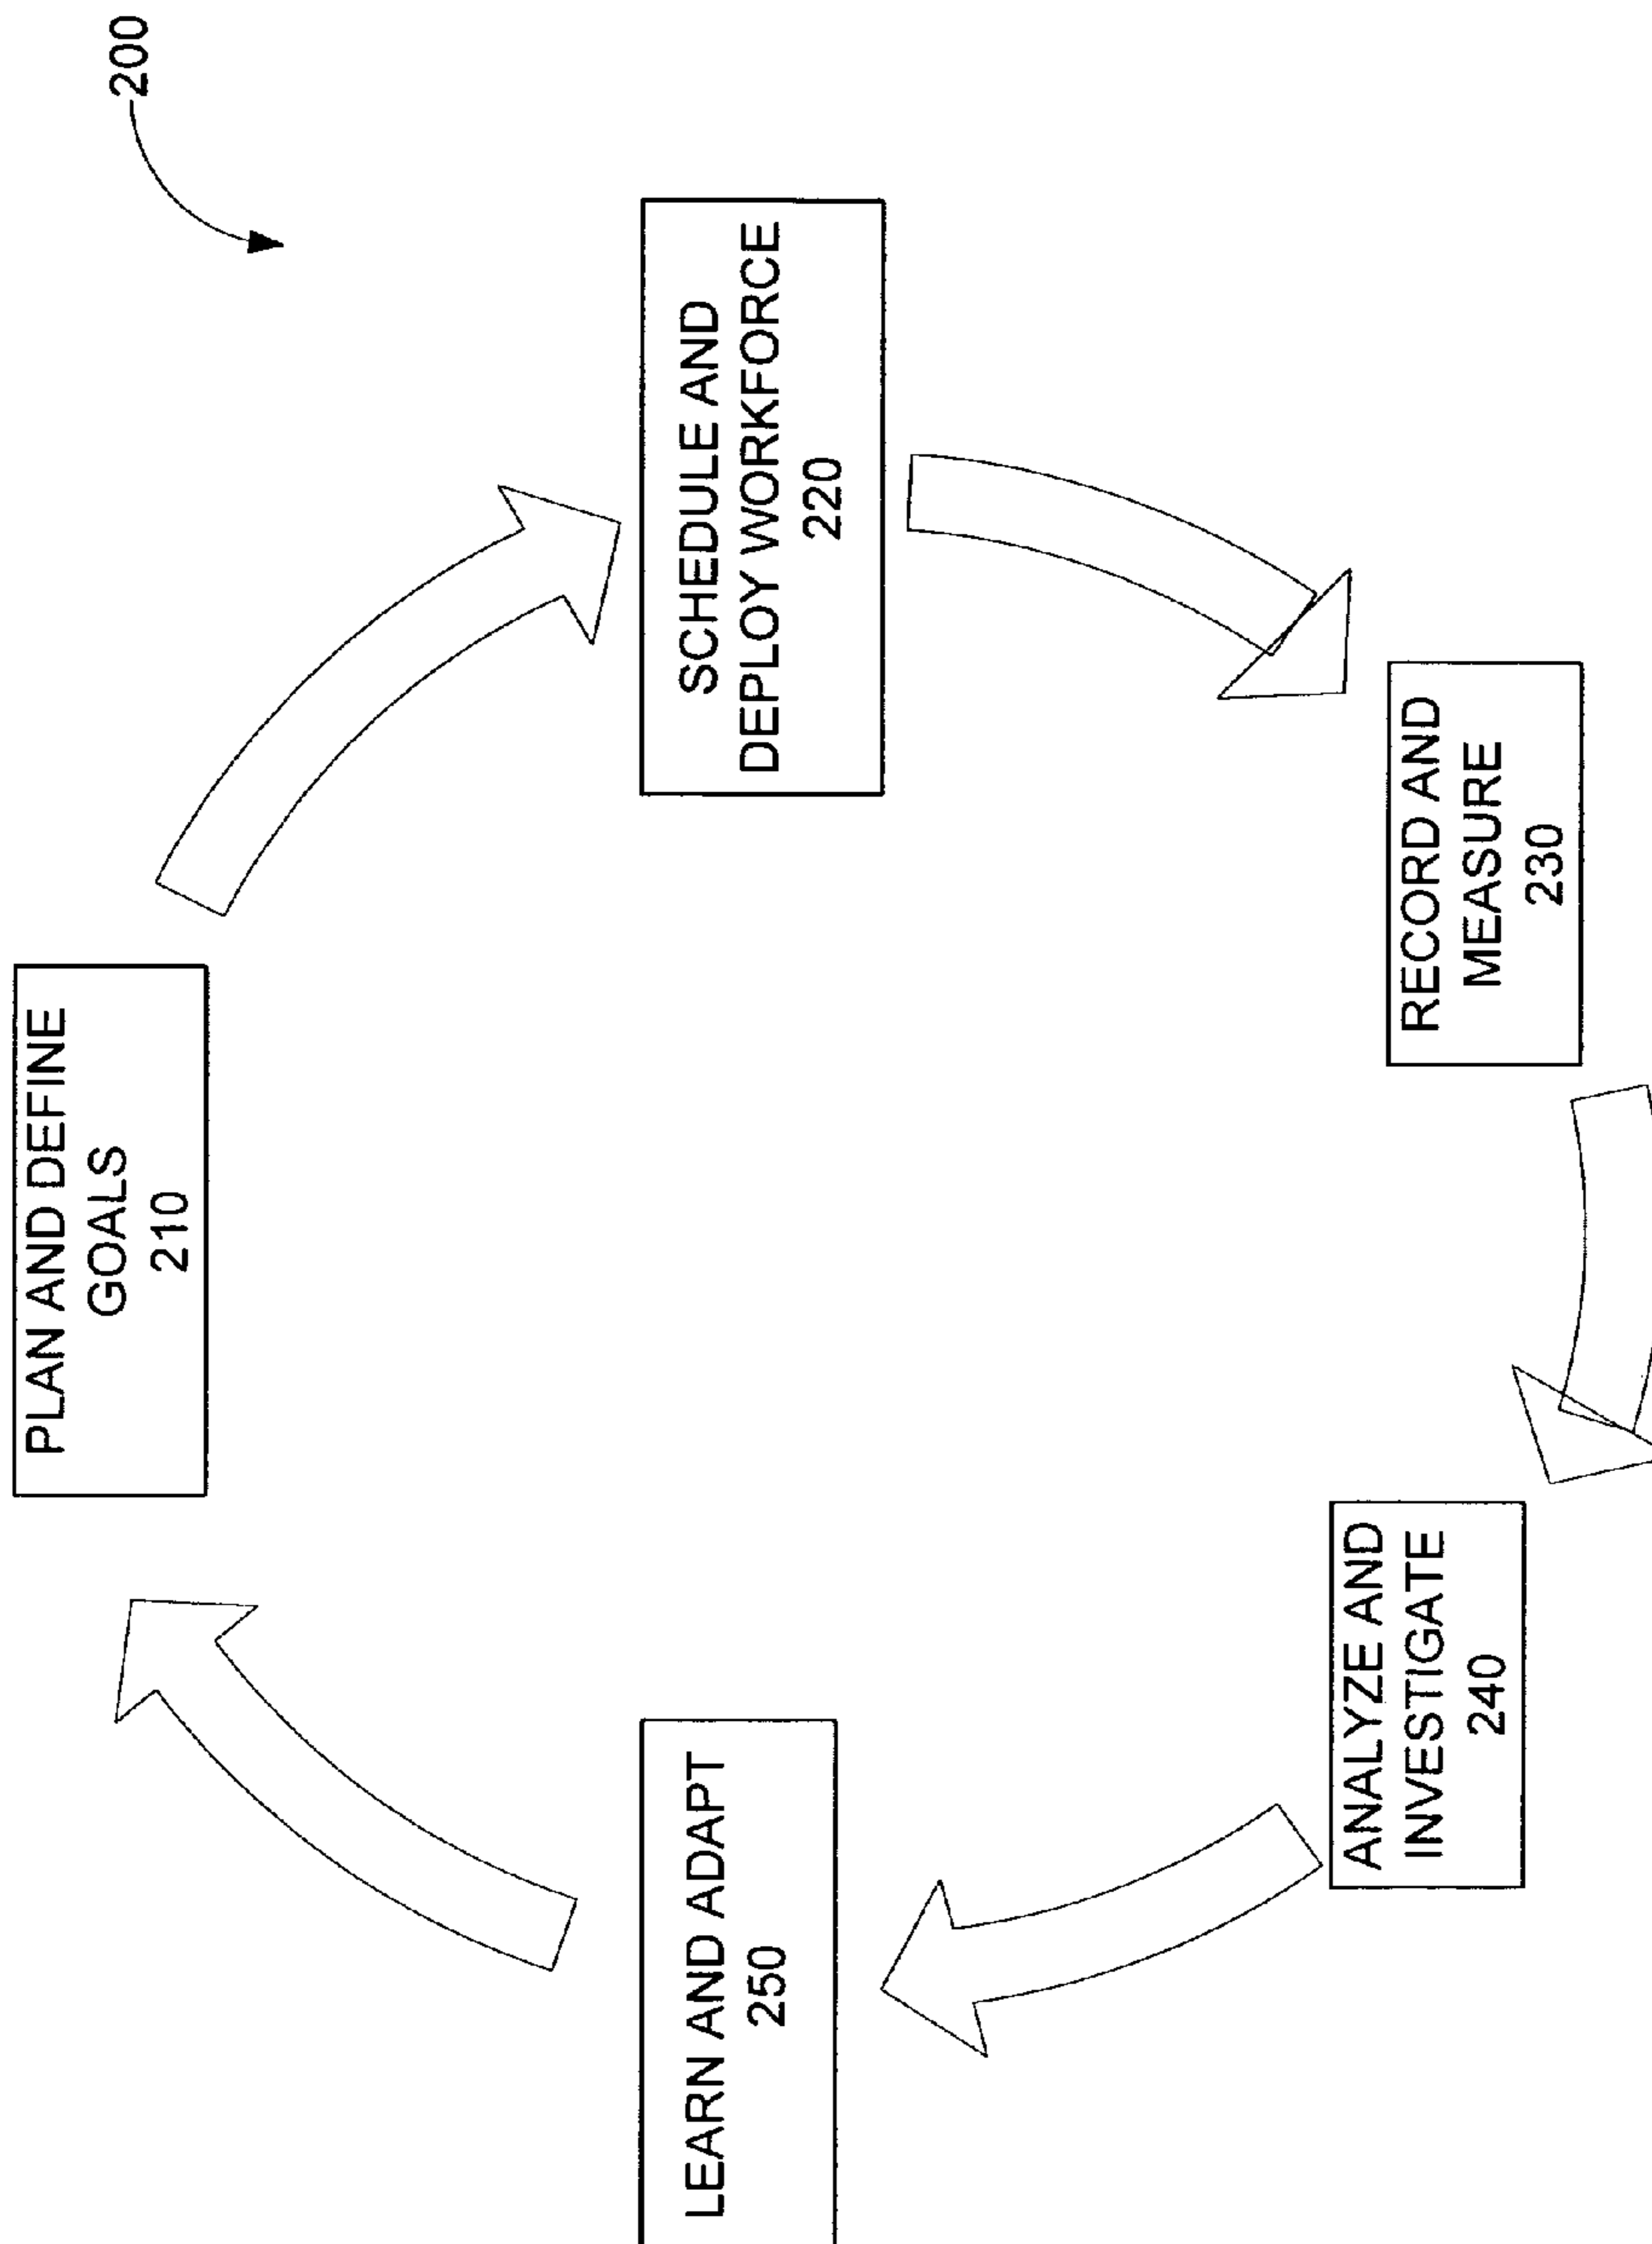 200
PLAN AND DEFINE
GOALS
210
SCHEDULE AND
DEPLOY WORKFORCE
220
RECORD AND
MEASURE
230
ANALYZE AND
INVESTIGATE
240
LEARN AND ADAPT
250